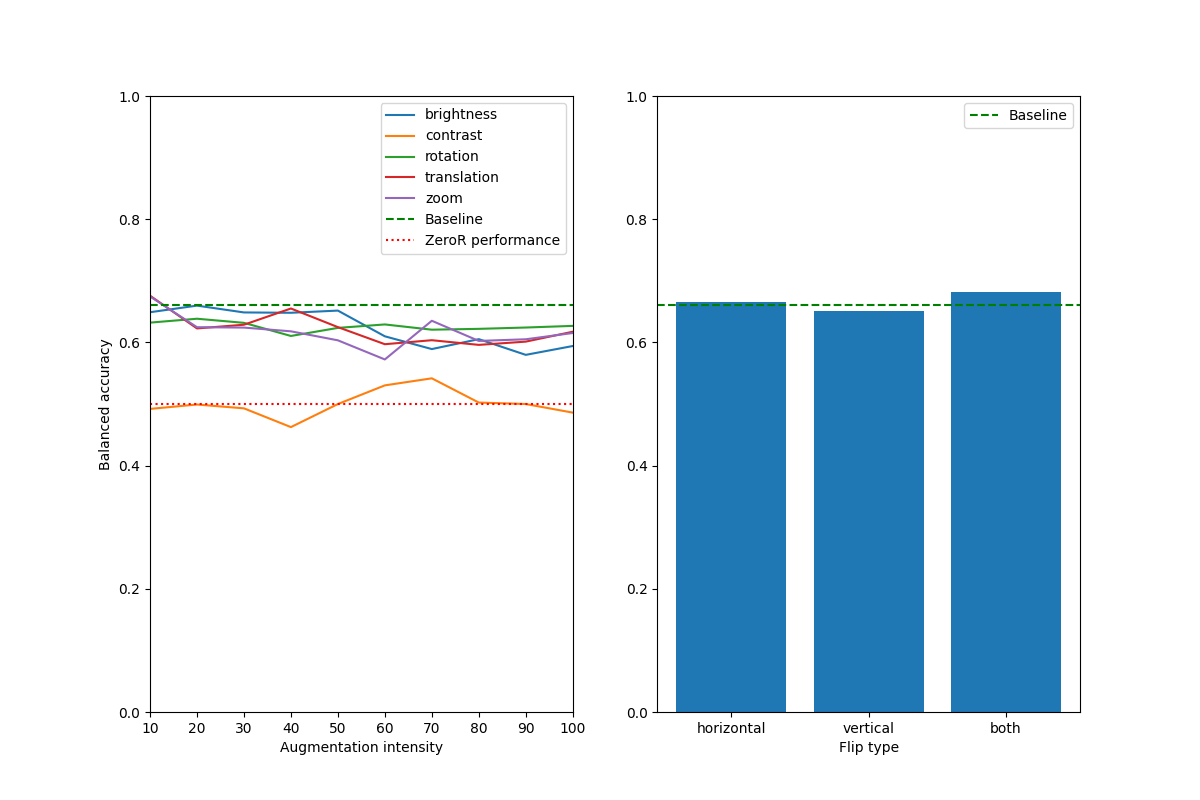 1.0
0.8
0.6
0.4
0.2
0.0
Balanced accuracy
brightness
contrast
rotation
translation
zoom
Baseline
ZeroR performance
10 20 30 40 50 60 70 80 90 100
Augmentation intensity
1.0
0.8
0.6
0.4
0.2
0.0
Baseline
horizontal vertical both
Flip type